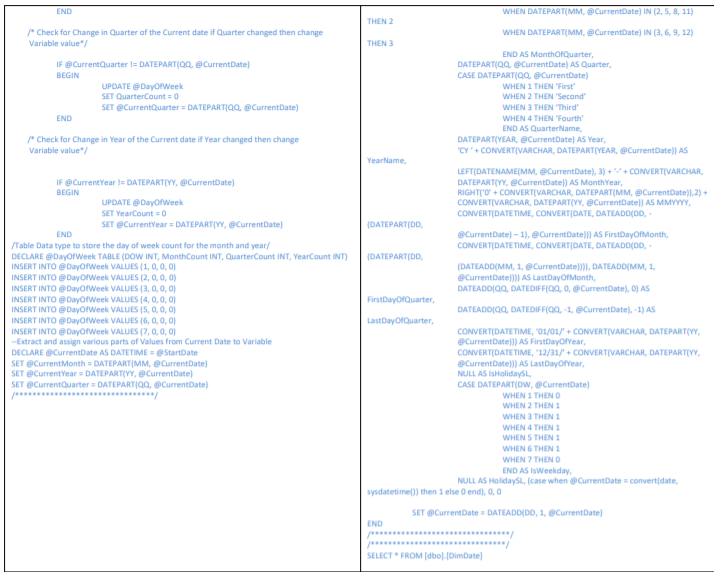 END
/* Check for Change in Quarter of the Current date if Quarter changed then change
Variable value*/
IF @CurrentQuarter != DATEPART(QQ, @CurrentDate)
BEGIN
UPDATE @DayOfWeek
SET QuarterCount = 0
SET @CurrentQuarter = DATEPART(QQ, @CurrentDate)
END
/* Check for Change in Year of the Current date if Year changed then change
Variable value*/
IF @CurrentYear != DATEPART(YY, @CurrentDate)
BEGIN
UPDATE @DayOfWeek
SET YearCount = 0
SET @CurrentYear = DATEPART(YY, @CurrentDate)
END
/Table Data type to store the day of week count for the month and year/
DECLARE @DayOfWeek TABLE (DOW INT, MonthCount INT, QuarterCount INT, YearCount INT)
INSERT INTO @DayOfWeek VALUES (1, 0, 0, 0)
INSERT INTO @DayOfWeek VALUES (2, 0, 0, 0)
INSERT INTO @DayOfWeek VALUES (3, 0, 0, 0)
INSERT INTO @DayOfWeek VALUES (4, 0, 0, 0)
INSERT INTO @DayOfWeek VALUES (5, 0, 0, 0)
INSERT INTO @DayOfWeek VALUES (6, 0, 0, 0)
INSERT INTO @DayOfWeek VALUES (7, 0, 0, 0)
--Extract and assign various parts of Values from Current Date to Variable
DECLARE @CurrentDate AS DATETIME = @StartDate
SET @CurrentMonth = DATEPART(MM, @CurrentDate)
SET @CurrentYear = DATEPART(YY, @CurrentDate)
SET @CurrentQuarter = DATEPART(QQ, @CurrentDate)
/********************************/
WHEN DATEPART(MM, @CurrentDate) IN (2, 5, 8, 11)
THEN 2
WHEN DATEPART(MM, @CurrentDate) IN (3, 6, 9, 12)
THEN 3
END AS MonthOfQuarter,
DATEPART(QQ, @CurrentDate) AS Quarter,
CASE DATEPART(QQ, @CurrentDate)
WHEN 1 THEN 'First'
WHEN 2 THEN 'Second'
WHEN 3 THEN 'Third'
WHEN 4 THEN 'Fourth'
END AS QuarterName,
DATEPART(YEAR, @CurrentDate) AS Year,
'CY ' + CONVERT(VARCHAR, DATEPART(YEAR, @CurrentDate)) AS
YearName,
LEFT(DATENAME(MM, @CurrentDate), 3) + '-' + CONVERT(VARCHAR,
DATEPART(YY, @CurrentDate)) AS MonthYear,
RIGHT('0' + CONVERT(VARCHAR, DATEPART(MM, @CurrentDate)),2) +
CONVERT(VARCHAR, DATEPART(YY, @CurrentDate)) AS MMYYYY,
CONVERT(DATETIME, CONVERT(DATE, DATEADD(DD, -
(DATEPART(DD,
@CurrentDate) – 1), @CurrentDate))) AS FirstDayOfMonth,
CONVERT(DATETIME, CONVERT(DATE, DATEADD(DD, -
(DATEPART(DD,
(DATEADD(MM, 1, @CurrentDate)))), DATEADD(MM, 1,
@CurrentDate)))) AS LastDayOfMonth,
DATEADD(QQ, DATEDIFF(QQ, 0, @CurrentDate), 0) AS
FirstDayOfQuarter,
DATEADD(QQ, DATEDIFF(QQ, -1, @CurrentDate), -1) AS
LastDayOfQuarter,
CONVERT(DATETIME, '01/01/' + CONVERT(VARCHAR, DATEPART(YY,
@CurrentDate))) AS FirstDayOfYear,
CONVERT(DATETIME, '12/31/' + CONVERT(VARCHAR, DATEPART(YY,
@CurrentDate))) AS LastDayOfYear,
NULL AS IsHolidaySL,
CASE DATEPART(DW, @CurrentDate)
WHEN 1 THEN 0
WHEN 2 THEN 1
WHEN 3 THEN 1
WHEN 4 THEN 1
WHEN 5 THEN 1
WHEN 6 THEN 1
WHEN 7 THEN 0
END AS IsWeekday,
NULL AS HolidaySL, (case when @CurrentDate = convert(date,
sysdatetime()) then 1 else 0 end), 0, 0
SET @CurrentDate = DATEADD(DD, 1, @CurrentDate)
END
/********************************/
/*******************************/
SELECT * FROM [dbo].[DimDate]